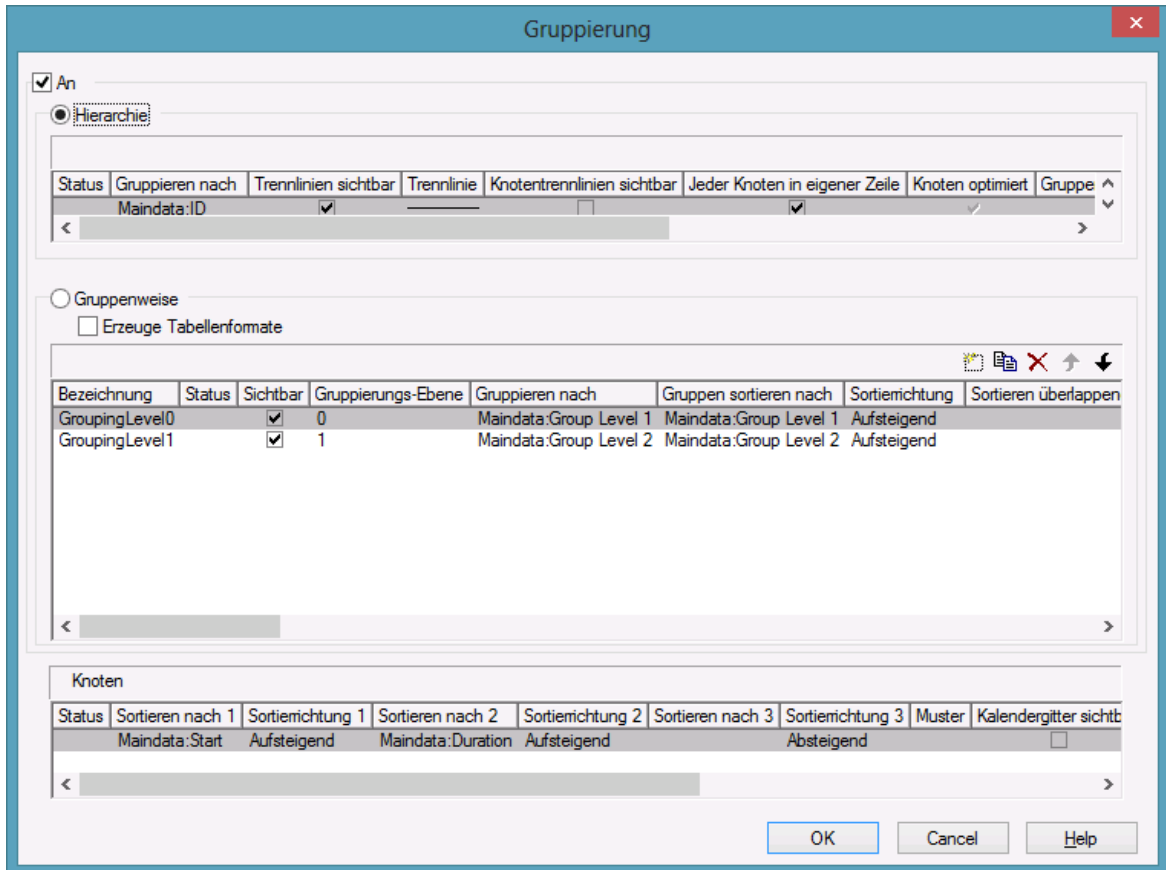 Gruppierung
An
Hierarchie
Status Gruppieren nach Trennlinien sichtbar Trennlinie Knotentrennlinien sichtbar Jeder Knoten in eigener Zeile Knoten optimiert Gruppe
Maindata:ID
Gruppenweise
Erzeuge Tabellenformate
Bezeichnung Status Sichtbar Gruppierungs-Ebene Gruppieren nach Gruppen sortieren nach Sortierrichtung Sortieren überlappen
GroupingLevel0 0 Maindata:Group Level 1 Maindata:Group Level 1 Aufsteigend
GroupingLevel1 1 Maindata:Group Level 2 Maindata:Group Level 2 Aufsteigend
Knoten
Status Sortieren nach 1 Sortierrichtung 1 Sortieren nach 2 Sortierrichtung 2 Sortieren nach 3 Sortierrichtung 3 Muster Kalendergitter sichtb
Maindata:Start Aufsteigend Maindata:Duration Aufsteigend Absteigend
OK Cancel Help